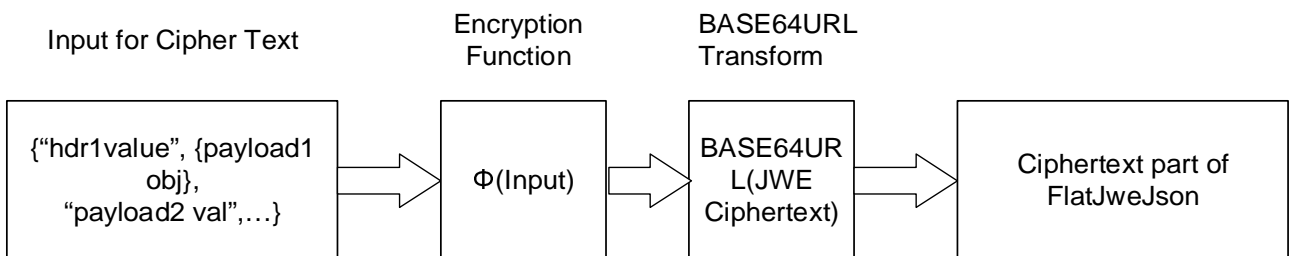 Input for Cipher Text
Encryption
Function
BASE64URL
Transform
{“hdr1value”, {payload1
obj},
“payload2 val”,…}
Φ(Input)
BASE64UR
L(JWE
Ciphertext)
Ciphertext part of
FlatJweJson